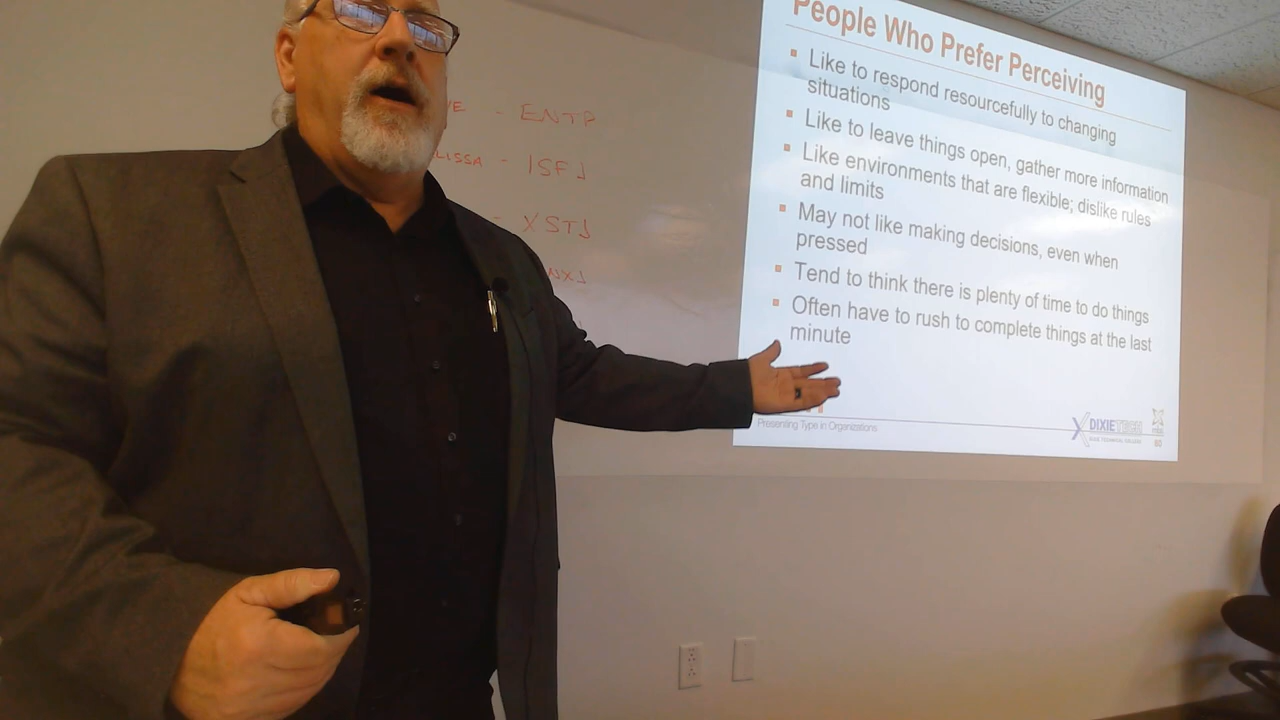 People Who Prefer Perceiving
Like to respond resourcefully to changing
situations
Like to leave things open, gather more information
Like environments that are flexible; dislike rules
and limits
May not like making decisions, even when
pressed
Tend to think there is plenty of time to do things
Often have to rush to complete things at the last
minute
Presenting Type in Organizations
DIXIETECH
VE - ENTP
LISSA - ISFJ
- XSTJ
NXJ